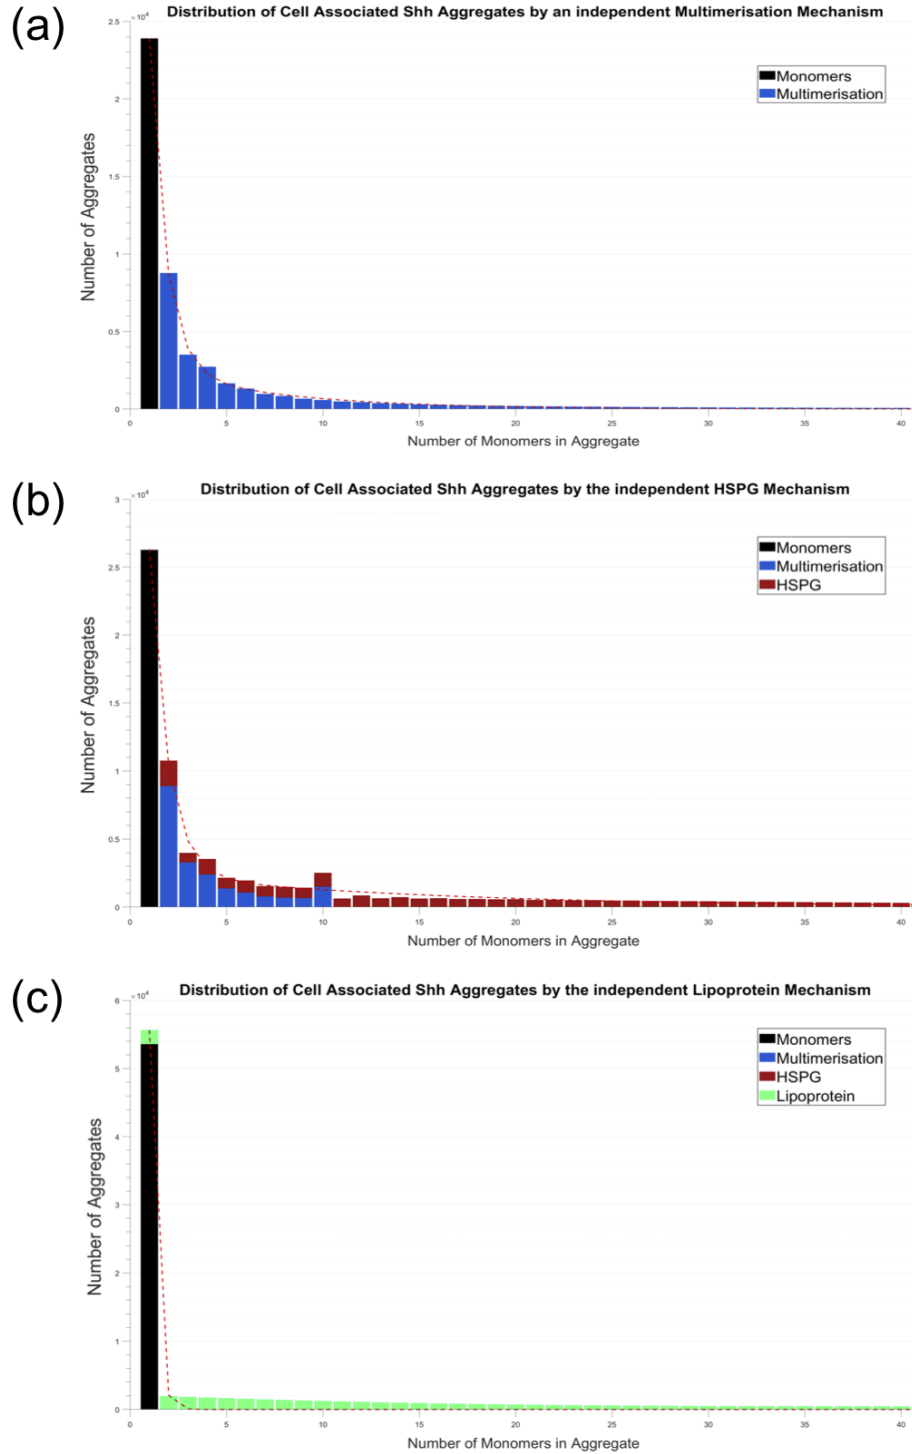 (a)
Distribution of Cell Associated Shh Aggregates by an independent Multimerisation Mechanism
×10⁴
2.5
2
1.5
1
0.5
0
Number of Aggregates
Monomers
Multimerisation
0 5 10 15 20 25 30 35 40
Number of Monomers in Aggregate
(b)
Distribution of Cell Associated Shh Aggregates by the independent HSPG Mechanism
×10⁴
3
2.5
2
1.5
1
0.5
0
Number of Aggregates
Monomers
Multimerisation
HSPG
0 5 10 15 20 25 30 35 40
Number of Monomers in Aggregate
(c)
Distribution of Cell Associated Shh Aggregates by the independent Lipoprotein Mechanism
×10⁴
6
5
4
3
2
1
0
Number of Aggregates
Monomers
Multimerisation
HSPG
Lipoprotein
0 5 10 15 20 25 30 35 40
Number of Monomers in Aggregate